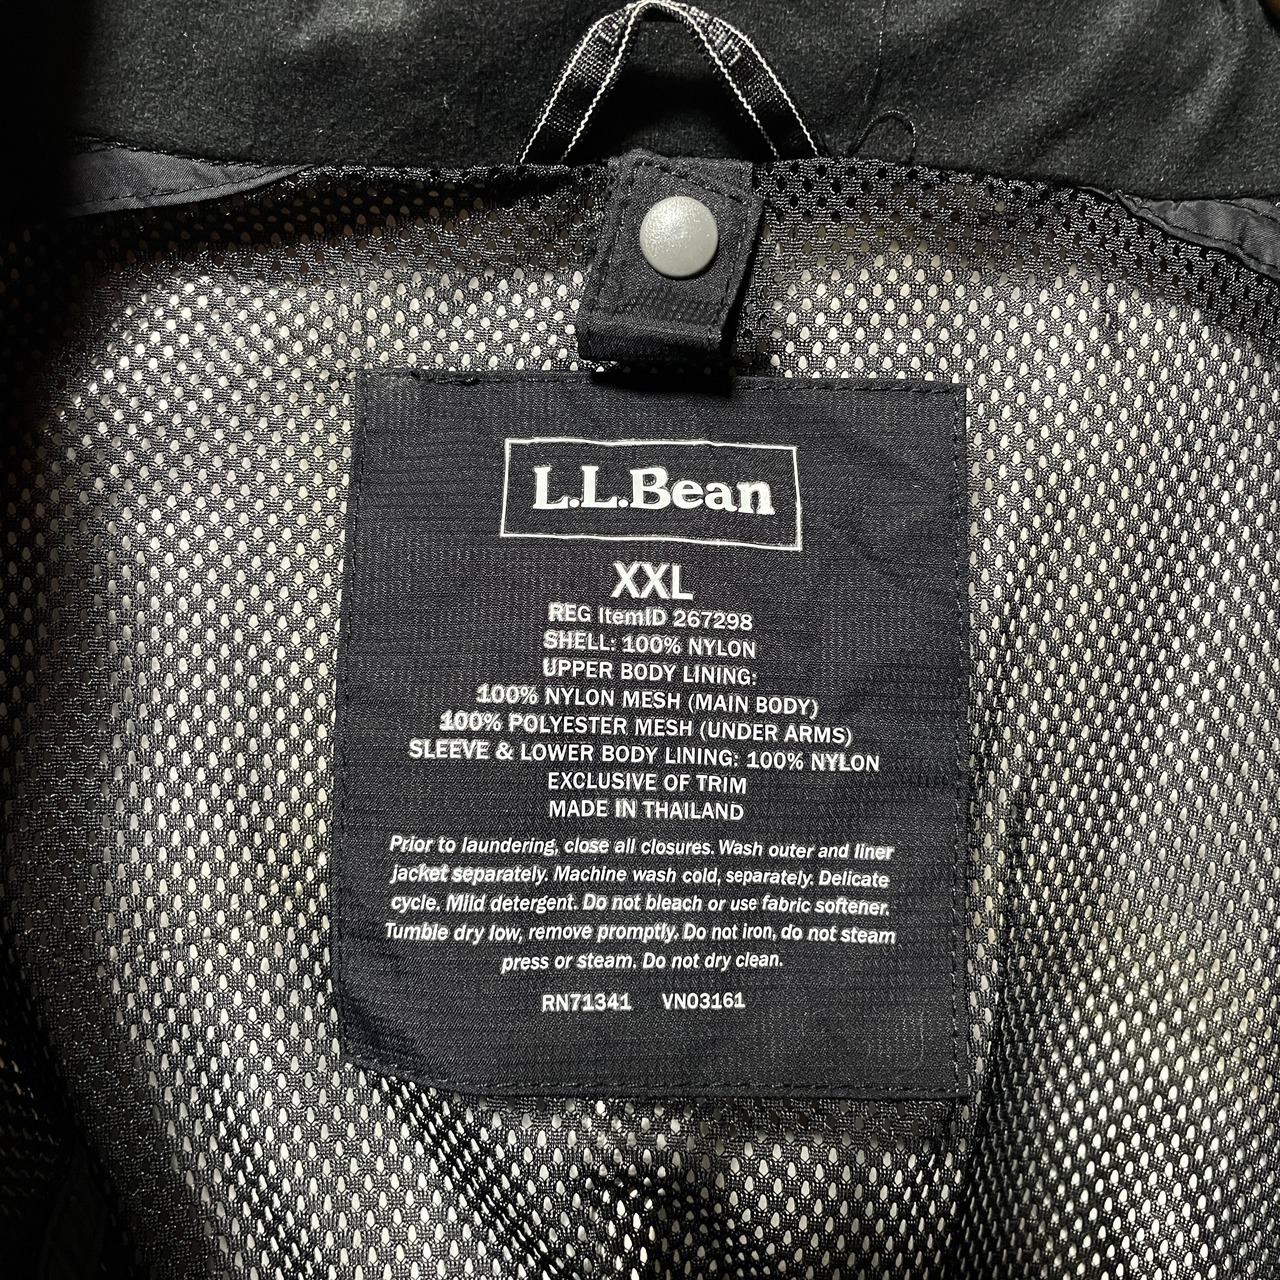 L.L.Bean
XXL
REG ItemID 267298
SHELL: 100% NYLON
UPPER BODY LINING:
100% NYLON MESH (MAIN BODY)
100% POLYESTER MESH (UNDER ARMS)
SLEEVE & LOWER BODY LINING: 100% NYLON
EXCLUSIVE OF TRIM
MADE IN THAILAND
Prior to laundering, close all closures. Wash outer and liner
jacket separately. Machine wash cold, separately. Delicate
cycle. Mild detergent. Do not bleach or use fabric softener.
Tumble dry low, remove promptly. Do not iron, do not steam
press or steam. Do not dry clean.
RN71341 VN03161